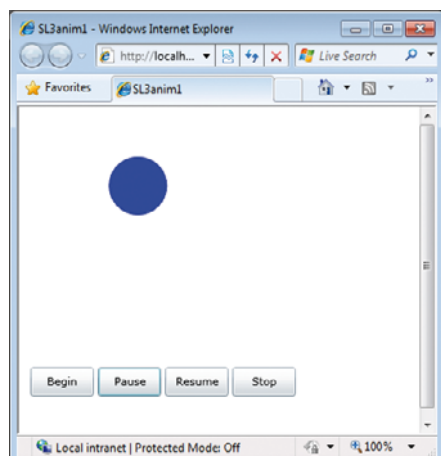 SL3anim1 - Windows Internet Explorer
http://localh... Live Search
Favorites SL3anim1
Begin Pause Resume Stop
Local intranet | Protected Mode: Off 100%